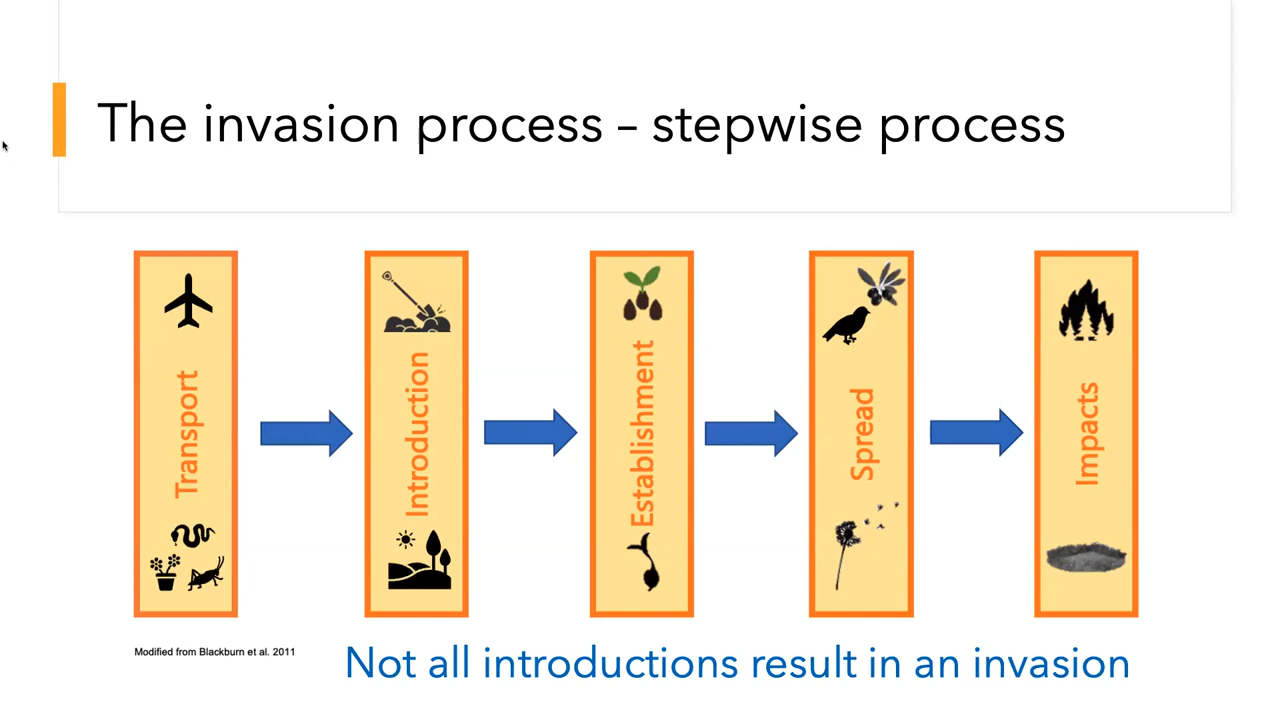 The invasion process – stepwise process
Transport
Introduction
Establishment
Spread
Impacts
Modified from Blackburn et al. 2011
Not all introductions result in an invasion